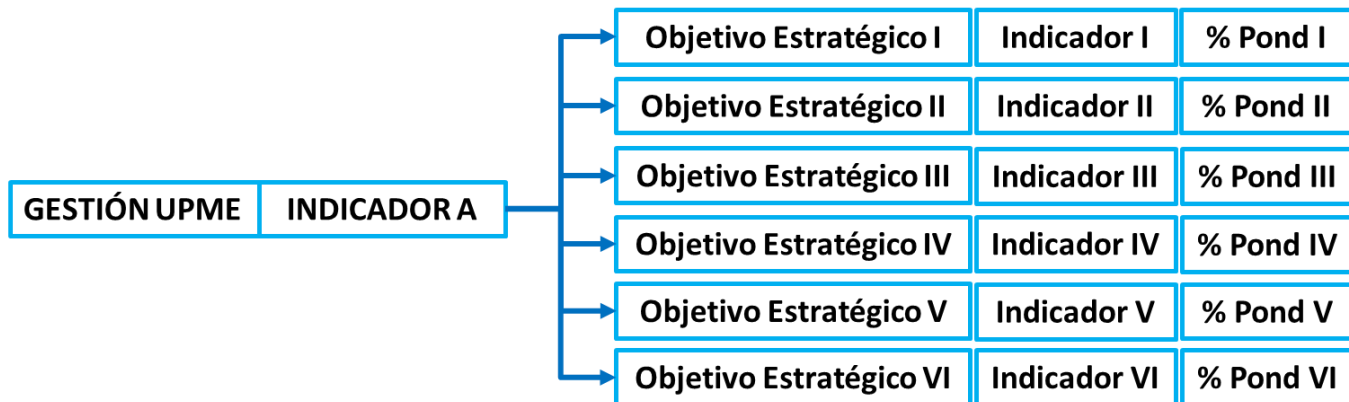 Objetivo Estratégico I Indicador I % Pond I
Objetivo Estratégico II Indicador II % Pond II
Objetivo Estratégico III Indicador III % Pond III
GESTIÓN UPME INDICADOR A
Objetivo Estratégico IV Indicador IV % Pond IV
Objetivo Estratégico V Indicador V % Pond V
Objetivo Estratégico VI Indicador VI % Pond VI